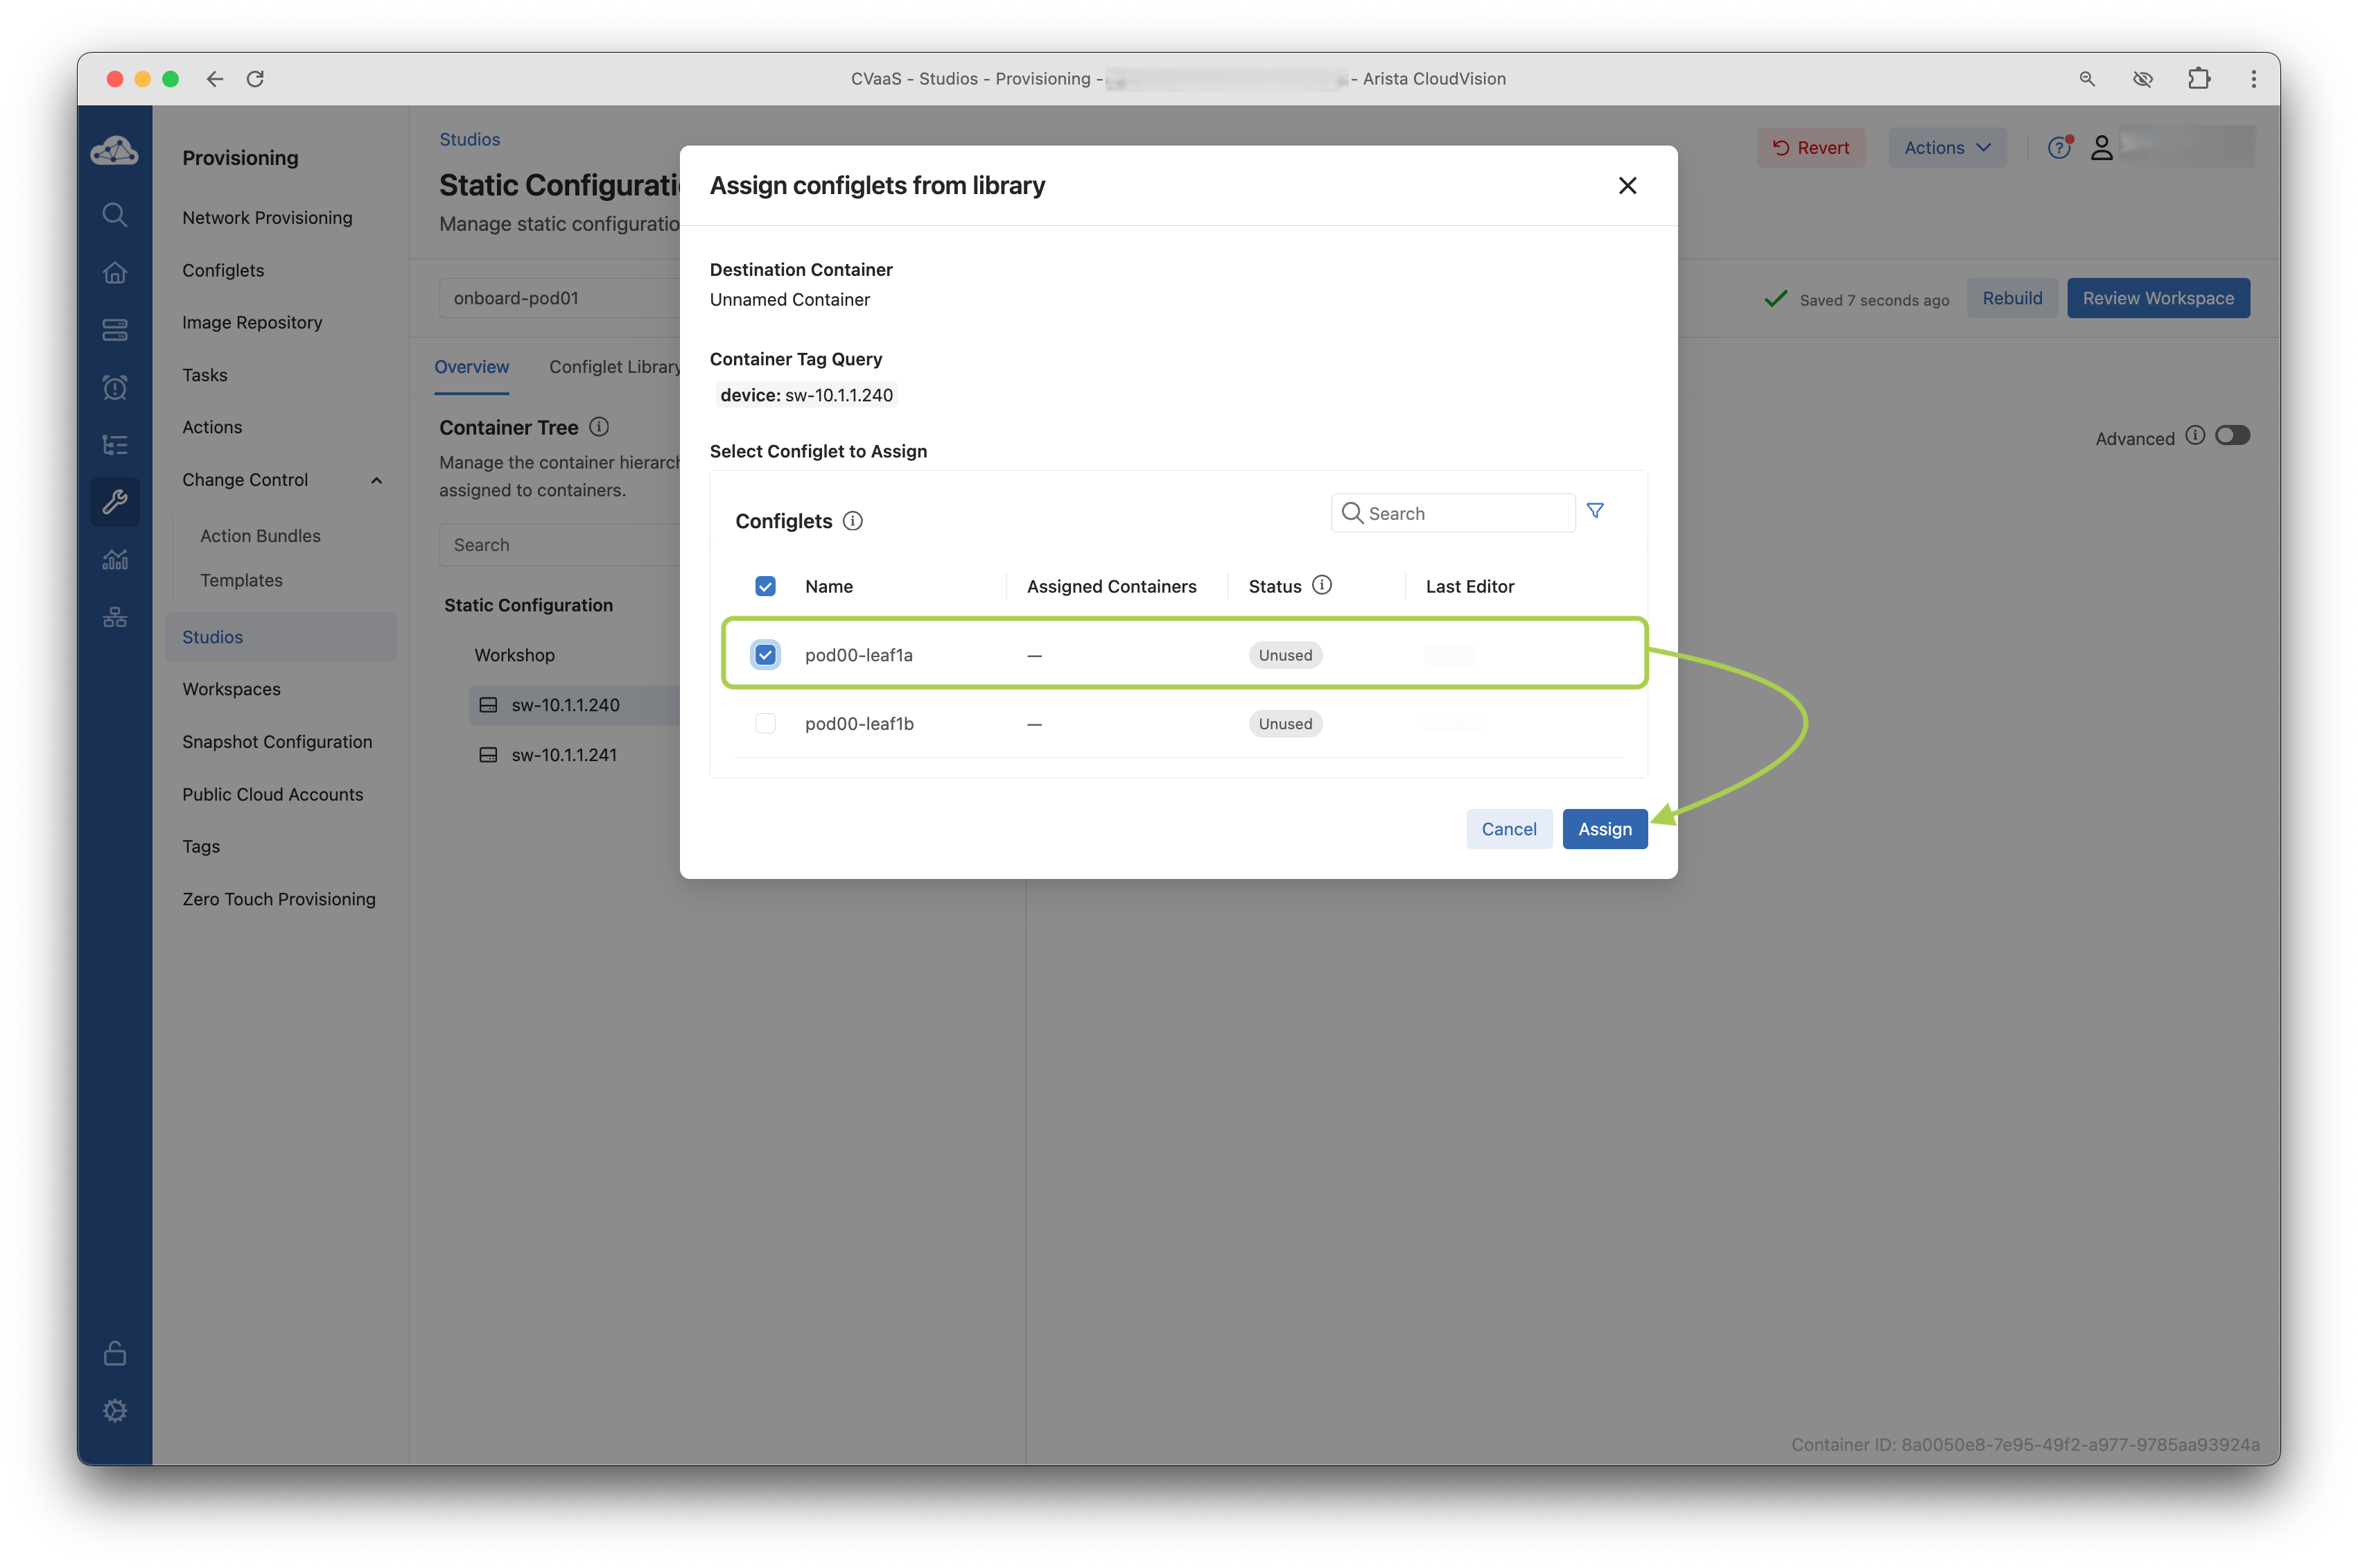 CVaaS - Studios - Provisioning - - Arista CloudVision
Provisioning
Network Provisioning
Configlets
Image Repository
Tasks
Actions
Change Control
Action Bundles
Templates
Studios
Workspaces
Snapshot Configuration
Public Cloud Accounts
Tags
Zero Touch Provisioning
Studios
Static Configurati
Manage static configuratio
Revert
Actions
onboard-pod01
Saved 7 seconds ago
Rebuild
Review Workspace
Overview
Configlet Library
Container Tree
Manage the container hierarch
assigned to containers.
Search
Static Configuration
Workshop
sw-10.1.1.240
sw-10.1.1.241
Advanced
Assign configlets from library
Destination Container
Unnamed Container
Container Tag Query
device: sw-10.1.1.240
Select Configlet to Assign
Configlets
Search
Name Assigned Containers Status Last Editor
pod00-leaf1a — Unused
pod00-leaf1b — Unused
Cancel
Assign
Container ID: 8a0050e8-7e95-49f2-a977-9785aa93924a